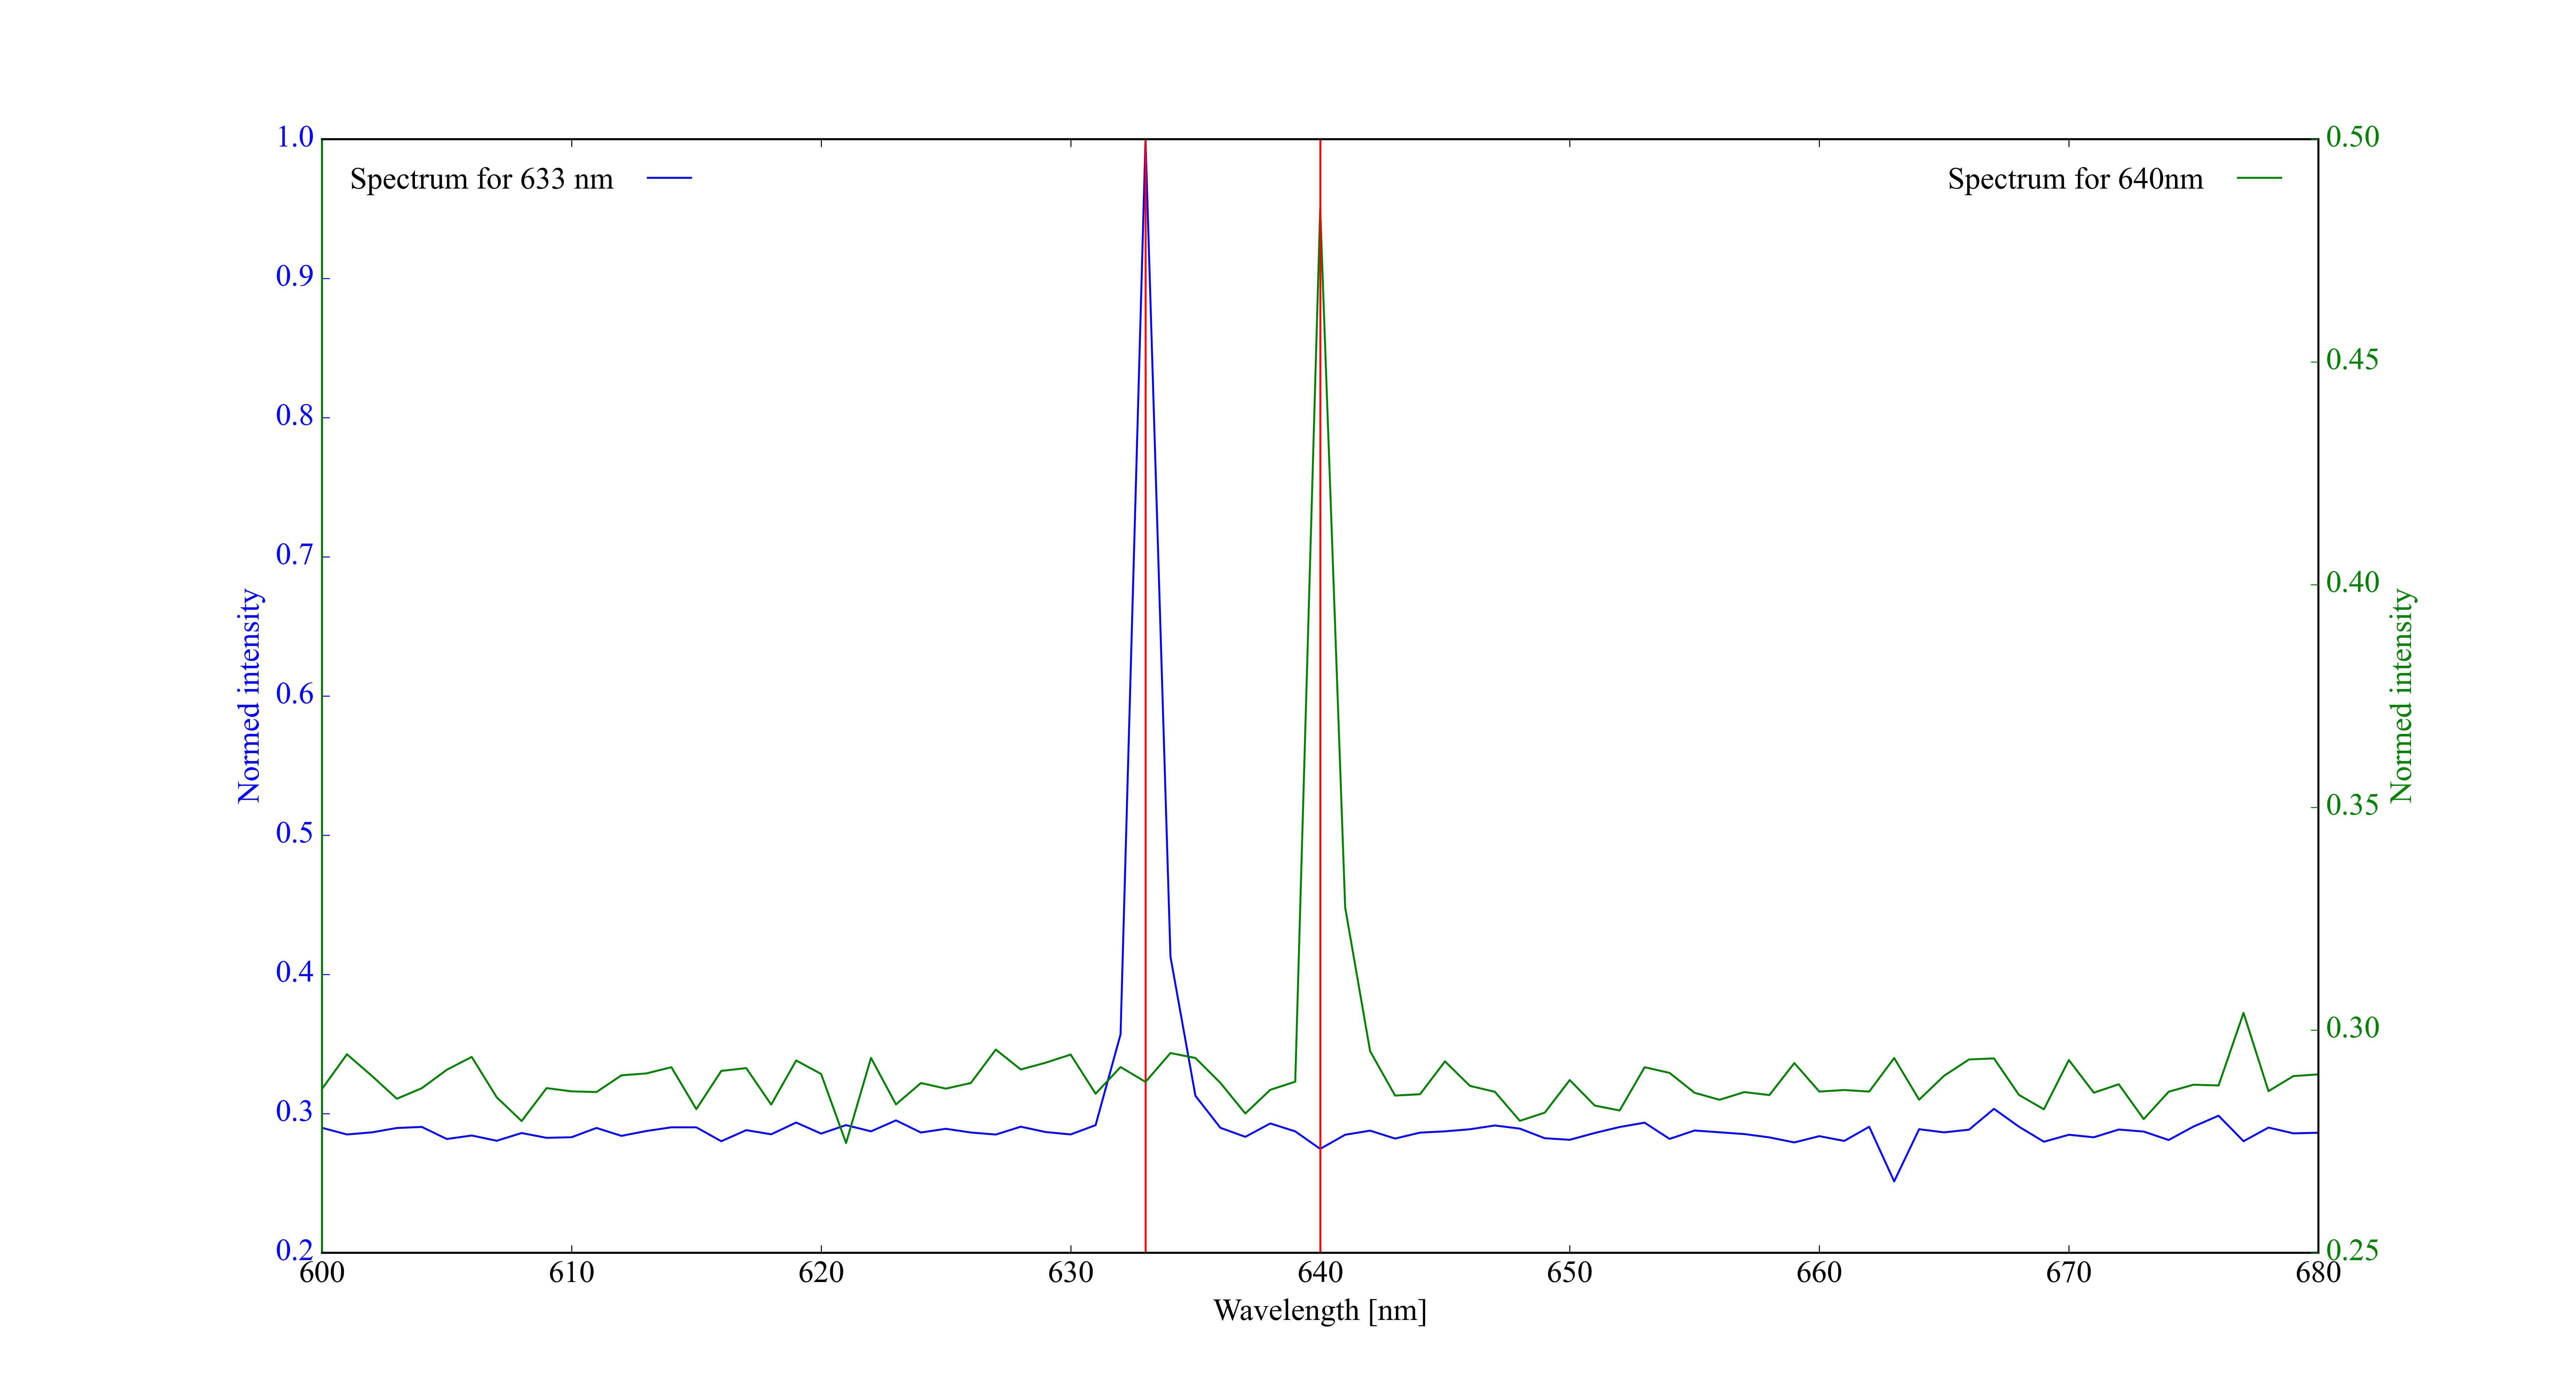 1.0
0.9
0.8
0.7
0.6
0.5
0.4
0.3
0.2
Normed intensity
Spectrum for 633 nm
Spectrum for 640nm
0.50
0.45
0.40
0.35
0.30
0.25
Normed intensity
600 610 620 630 640 650 660 670 680
Wavelength [nm]